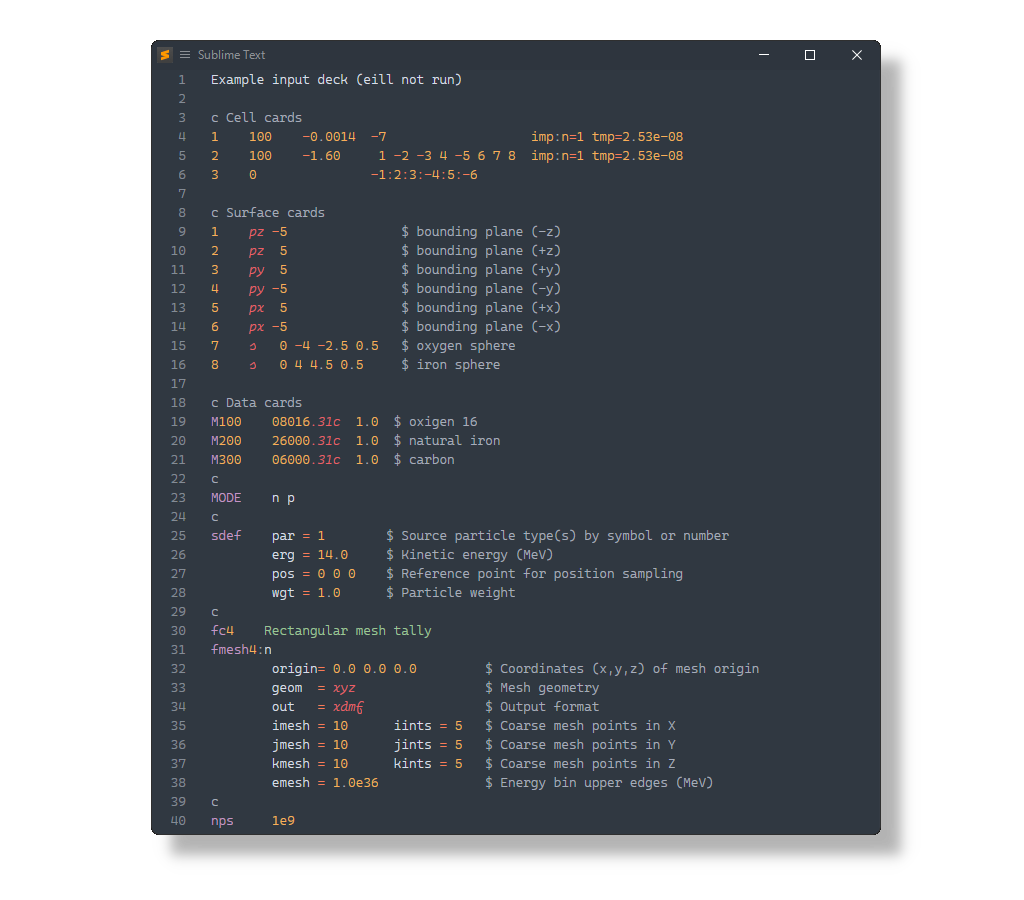 Sublime Text
1 Example input deck (eill not run)
2
3 c Cell cards
4 1    100    -0.0014  -7                   imp:n=1 tmp=2.53e-08
5 2    100    -1.60     1 -2 -3 4 -5 6 7 8  imp:n=1 tmp=2.53e-08
6 3    0               -1:2:3:-4:5:-6
7
8 c Surface cards
9 1    pz -5               $ bounding plane (-z)
10 2    pz  5               $ bounding plane (+z)
11 3    py  5               $ bounding plane (+y)
12 4    py -5               $ bounding plane (-y)
13 5    px  5               $ bounding plane (+x)
14 6    px -5               $ bounding plane (-x)
15 7    s   0 -4 -2.5 0.5   $ oxygen sphere
16 8    s   0 4 4.5 0.5     $ iron sphere
17
18 c Data cards
19 M100    08016.31c  1.0  $ oxigen 16
20 M200    26000.31c  1.0  $ natural iron
21 M300    06000.31c  1.0  $ carbon
22 c
23 MODE    n p
24 c
25 sdef    par = 1        $ Source particle type(s) by symbol or number
26         erg = 14.0     $ Kinetic energy (MeV)
27         pos = 0 0 0    $ Reference point for position sampling
28         wgt = 1.0      $ Particle weight
29 c
30 fc4    Rectangular mesh tally
31 fmesh4:n
32         origin= 0.0 0.0 0.0         $ Coordinates (x,y,z) of mesh origin
33         geom  = xyz                 $ Mesh geometry
34         out   = xdmf                $ Output format
35         imesh = 10      iints = 5   $ Coarse mesh points in X
36         jmesh = 10      jints = 5   $ Coarse mesh points in Y
37         kmesh = 10      kints = 5   $ Coarse mesh points in Z
38         emesh = 1.0e36              $ Energy bin upper edges (MeV)
39 c
40 nps     1e9